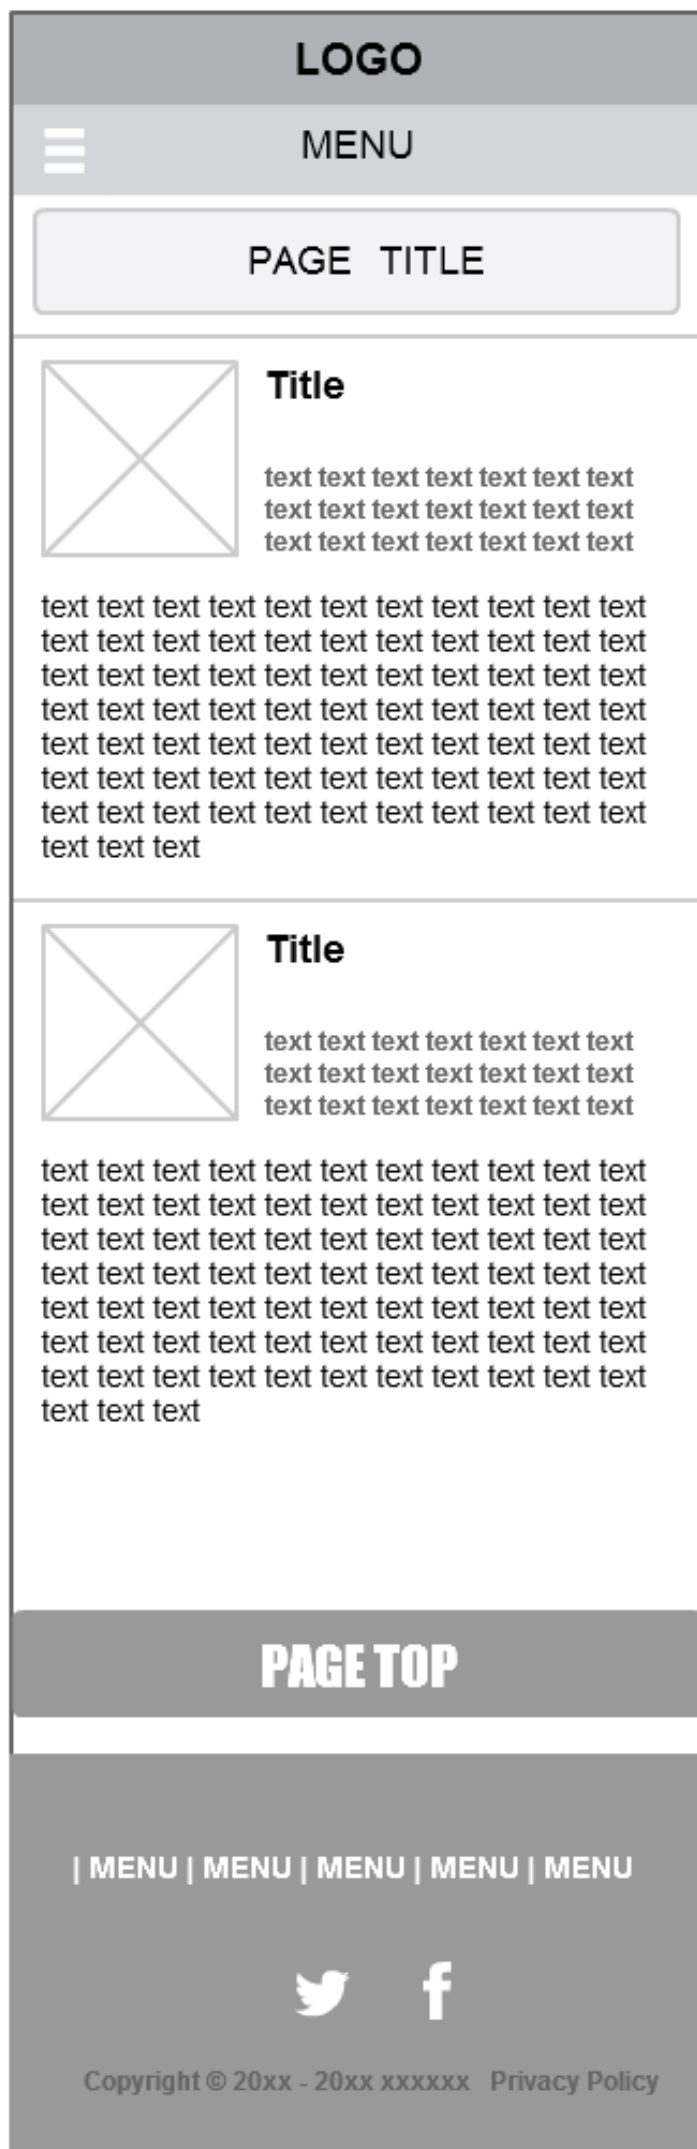 LOGO
MENU
PAGE TITLE
Title
text text text text text text text
text text text text text text text
text text text text text text text
text text text text text text text text text text text
text text text text text text text text text text text
text text text text text text text text text text text
text text text text text text text text text text text
text text text text text text text text text text text
text text text text text text text text text text text
text text text text text text text text text text text
text text text
Title
text text text text text text text
text text text text text text text
text text text text text text text
text text text text text text text text text text text
text text text text text text text text text text text
text text text text text text text text text text text
text text text text text text text text text text text
text text text text text text text text text text text
text text text text text text text text text text text
text text text text text text text text text text text
text text text
PAGE TOP
| MENU | MENU | MENU | MENU | MENU
Copyright © 20xx - 20xx xxxxxx Privacy Policy